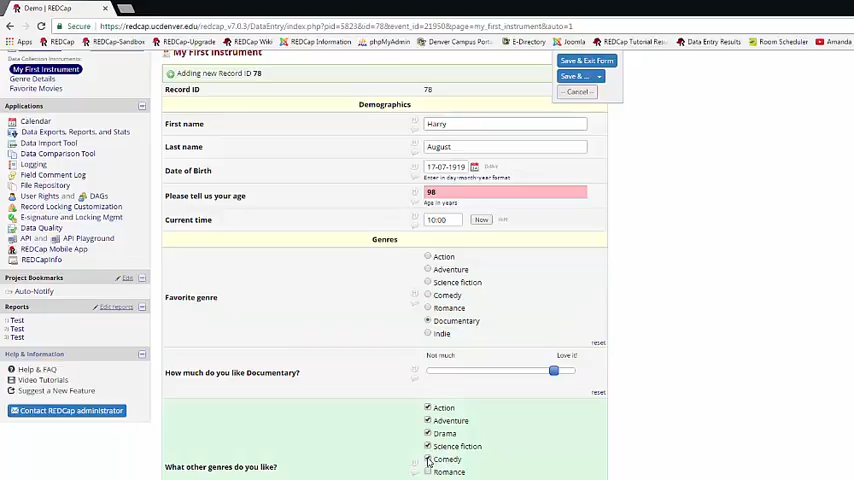 Demo | REDCap
Secure https://redcap.ucdenver.edu/redcap_v7.0.3/DataEntry/index.php?pid=5823&id=78&event_id=21950&page=my_first_instrument&auto=1
Apps REDCap REDCap-Sandbox REDCap-Upgrade REDCap Wiki REDCap Information phpMyAdmin Denver Campus Port E-Directory Joomla REDCap Tutorial Res Data Entry Results Room Scheduler Amanda
Data Collection Instruments:
My First Instrument
Genre Details
Favorite Movies
Applications
Calendar
Data Exports, Reports, and Stats
Data Import Tool
Data Comparison Tool
Logging
Field Comment Log
File Repository
User Rights and DAGs
Record Locking Customization
E-signature and Locking Mgmt
Data Quality
API and API Playground
REDCap Mobile App
REDCapInfo
Project Bookmarks Edit
Auto-Notify
Reports Edit reports
1) Test
2) Test
3) Test
Help & Information
Help & FAQ
Video Tutorials
Suggest a New Feature
Contact REDCap administrator
My First Instrument
Adding new Record ID 78
Record ID 78
Demographics
First name Harry
Last name August
Date of Birth 17-07-1919 D-M-Y
Enter in day-month-year format
Please tell us your age 98
Age in years
Current time 10:00 Now H:M
Genres
Favorite genre
Action
Adventure
Science fiction
Comedy
Romance
Documentary
Indie
reset
How much do you like Documentary? Not much Love it!
reset
What other genres do you like?
Action
Adventure
Drama
Science fiction
Comedy
Romance
Save & Exit Form
Save & ...
-- Cancel --